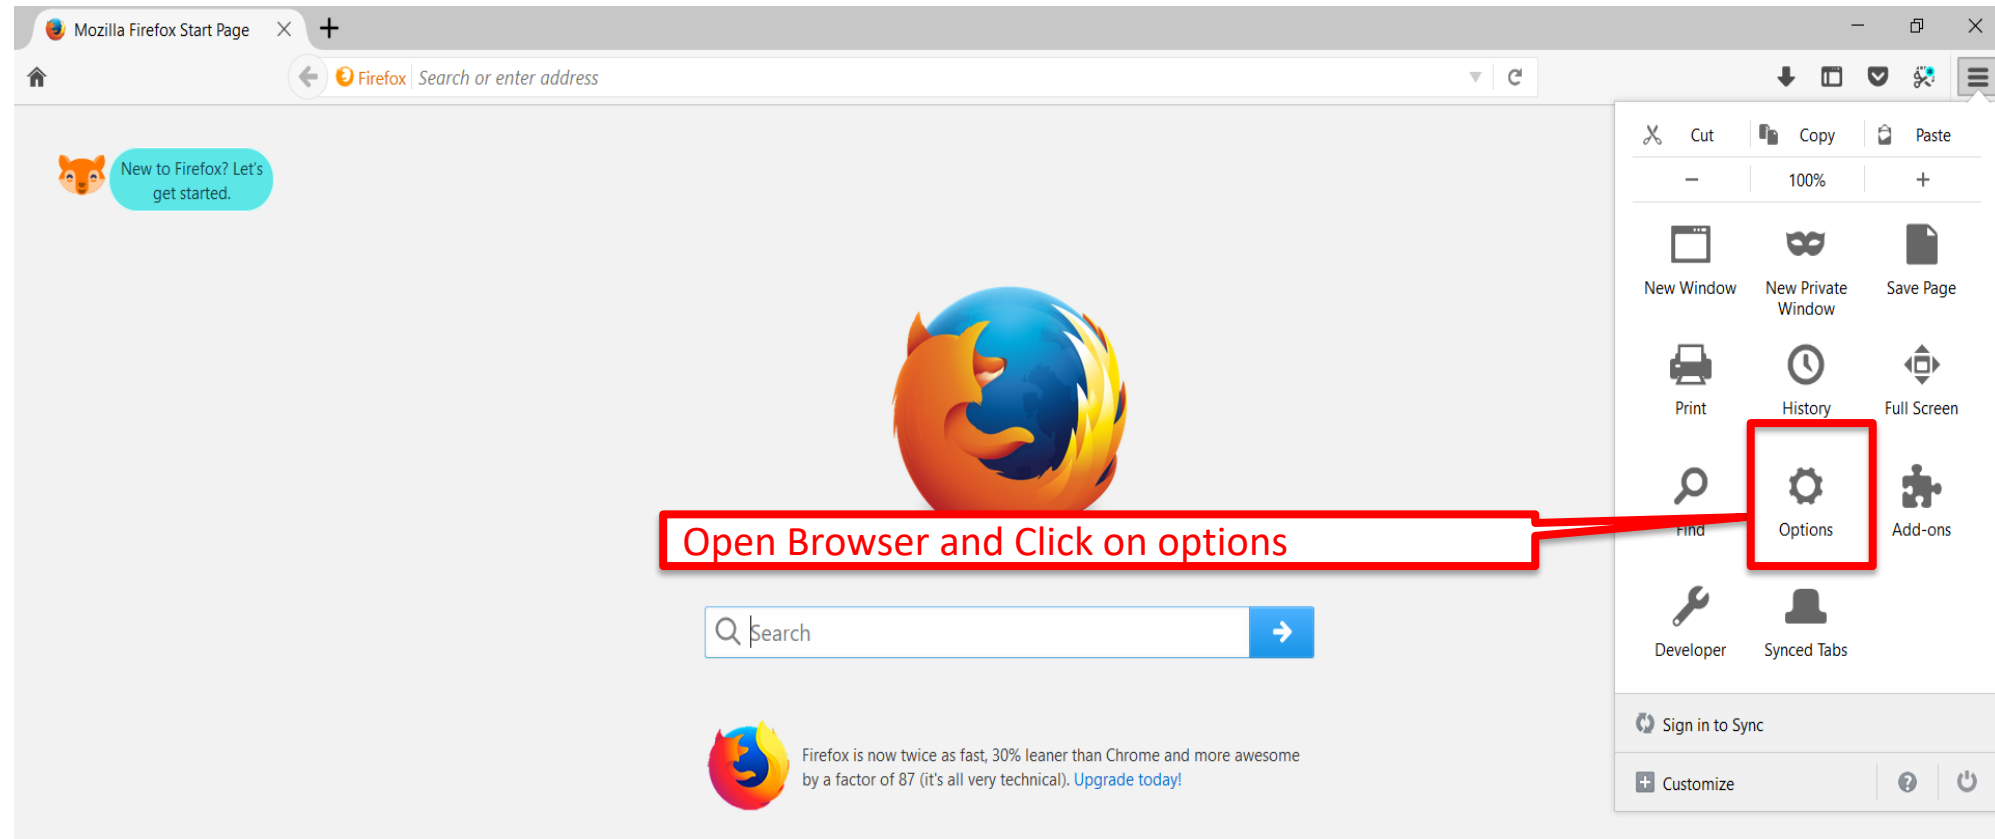 Mozilla Firefox Start Page
Firefox Search or enter address
New to Firefox? Let's
get started.
Cut Copy Paste
100%
New Window New Private
Window Save Page
Print History Full Screen
Find Options Add-ons
Open Browser and Click on options
Search
Developer Synced Tabs
Sign in to Sync
Firefox is now twice as fast, 30% leaner than Chrome and more awesome
by a factor of 87 (it's all very technical). Upgrade today!
Customize